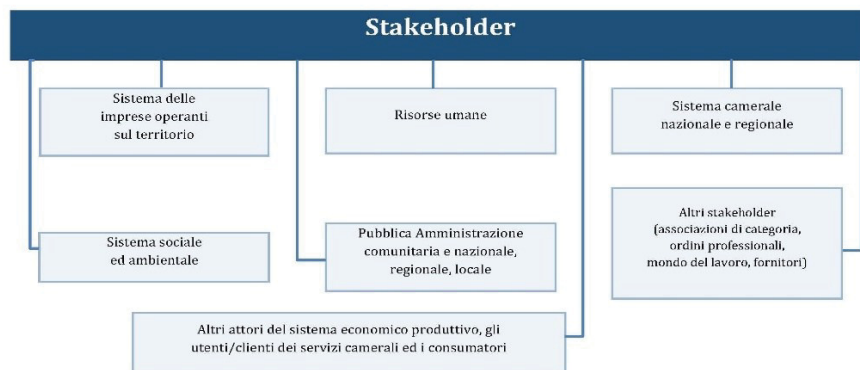 Stakeholder
Sistema delle
imprese operanti
sul territorio
Risorse umane
Sistema camerale
nazionale e regionale
Sistema sociale
ed ambientale
Pubblica Amministrazione
comunitaria e nazionale,
regionale, locale
Altri stakeholder
(associazioni di categoria,
ordini professionali,
mondo del lavoro, fornitori)
Altri attori del sistema economico produttivo, gli
utenti/clienti dei servizi camerali ed i consumatori